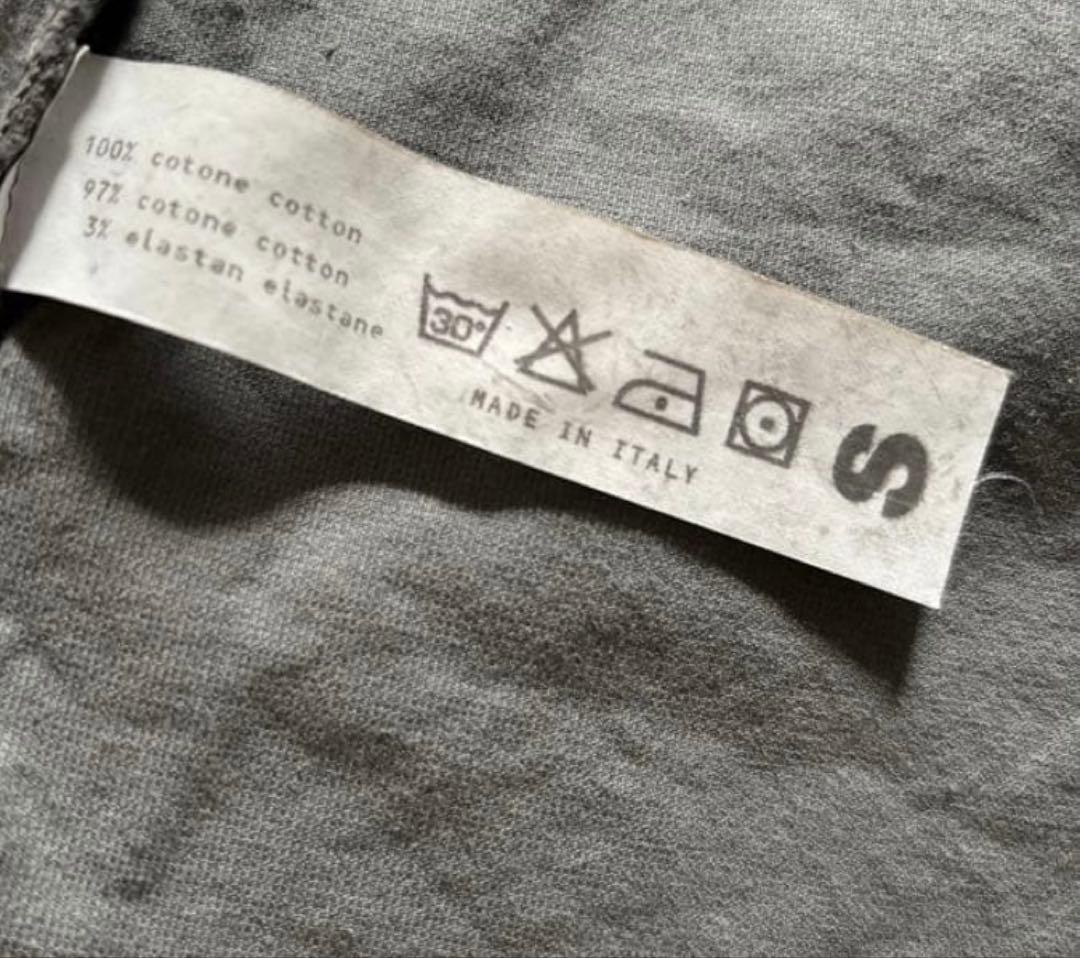 100% cotone cotton
97% cotone cotton
3% elastan elastane
30°
MADE IN ITALY
S